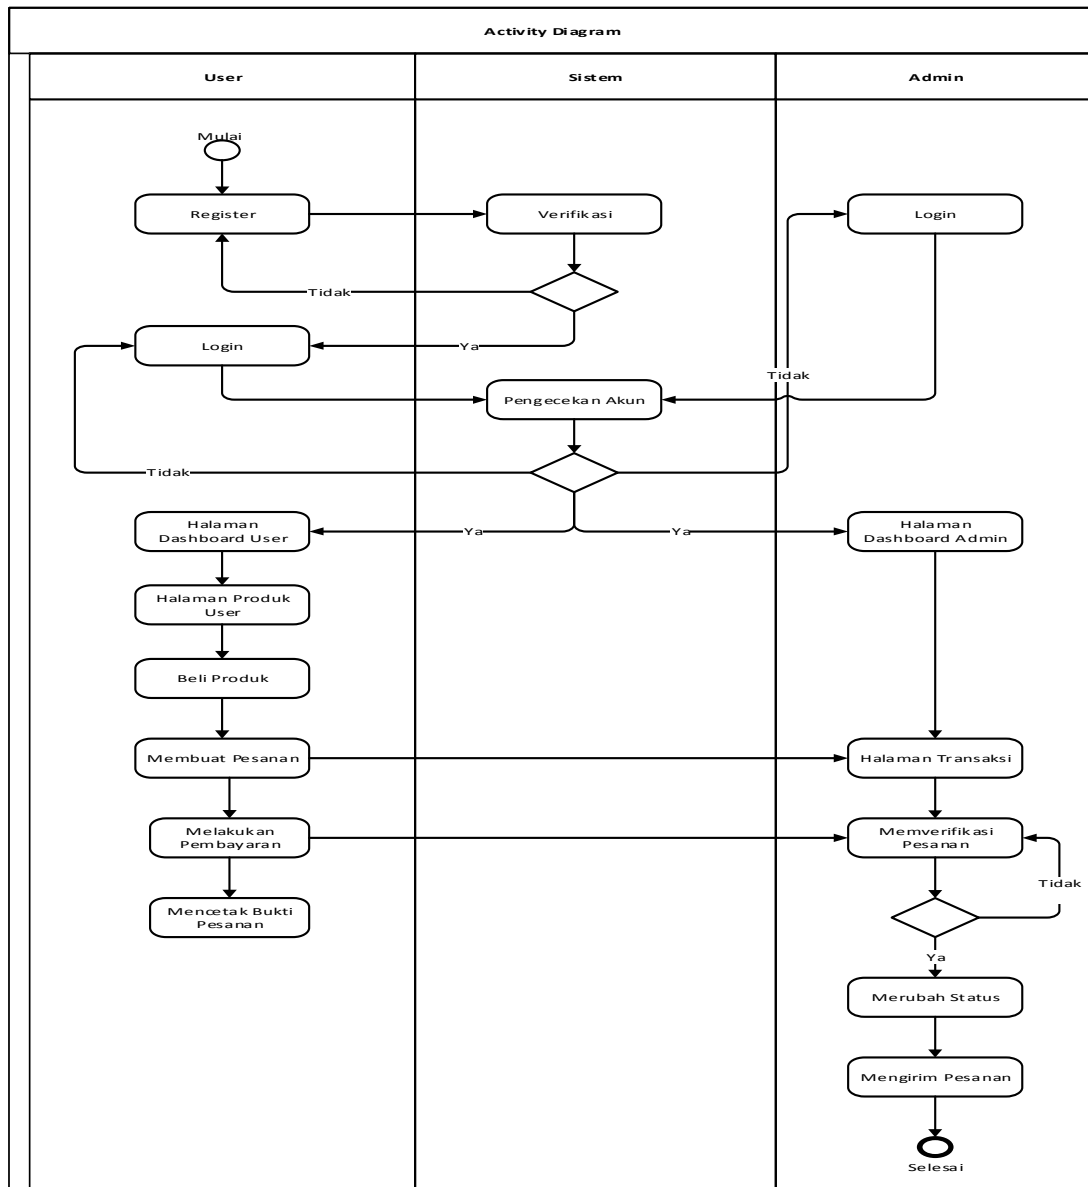 Activity Diagram
User
Sistem
Admin
Mulai
Register
Verifikasi
Login
Tidak
Login
Ya
Tidak
Pengecekan Akun
Tidak
Halaman
Dashboard User
Ya
Ya
Halaman
Dashboard Admin
Halaman Produk
User
Beli Produk
Membuat Pesanan
Halaman Transaksi
Melakukan
Pembayaran
Memverifikasi
Pesanan
Tidak
Mencetak Bukti
Pesanan
Ya
Merubah Status
Mengirim Pesanan
Selesai